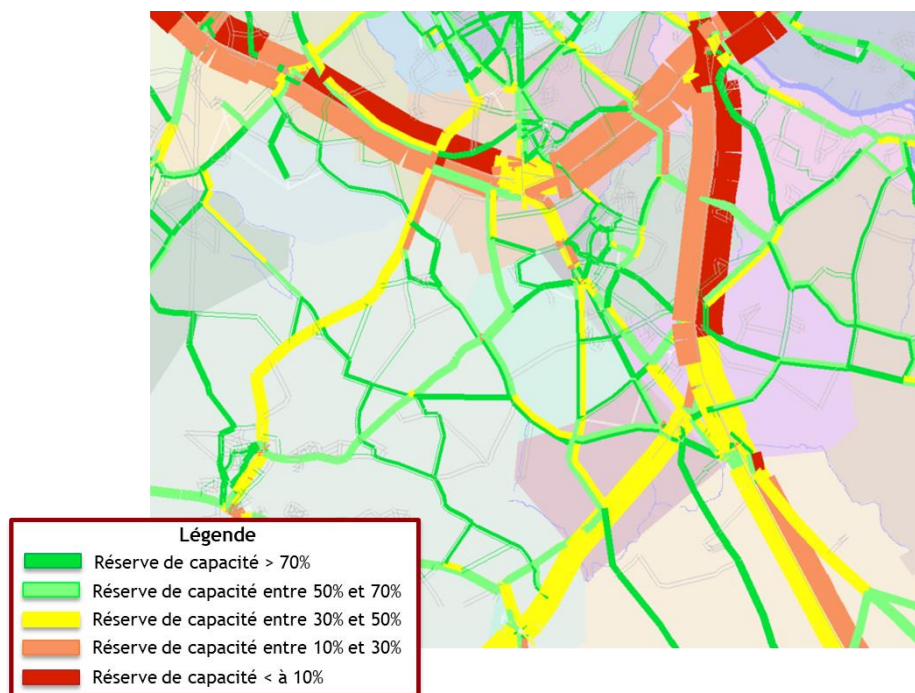 Légende
Réserve de capacité > 70%
Réserve de capacité entre 50% et 70%
Réserve de capacité entre 30% et 50%
Réserve de capacité entre 10% et 30%
Réserve de capacité < à 10%